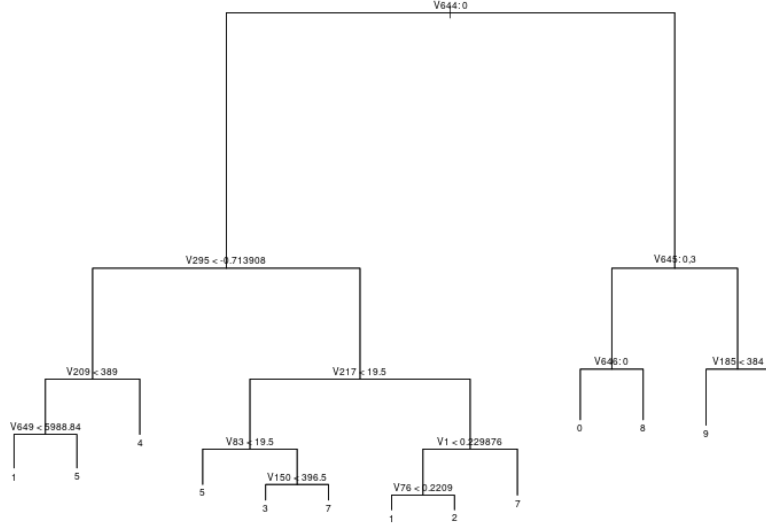 V644: 0
V295 < -0.713908
V645: 0,3
V646: 0
V185 < 384
V209 < 389
V217 < 19.5
V649 < 5988.84
4
V83 < 19.5
V1 < 0.229876
0
8
9
1
5
5
V150 < 396.5
V76 < 0.2209
7
3
7
1
2